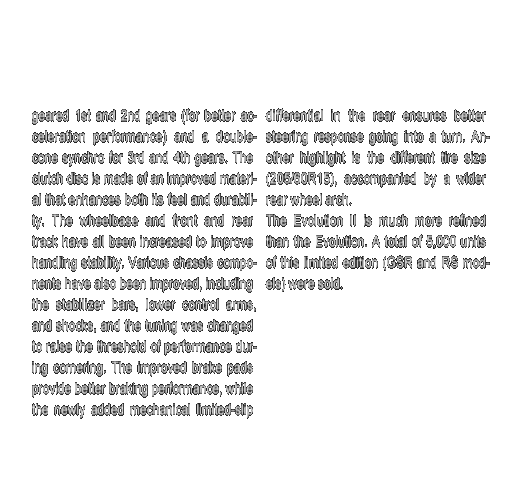 geared 1st and 2nd gears (for better ac-
celeration performance) and a double-
cone synchro for 3rd and 4th gears. The
clutch disc is made of an improved materi-
al that enhances both its feel and durabili-
ty. The wheelbase and front and rear
track have all been increased to improve
handling stability. Various chassis compo-
nents have also been improved, including
the stabilizer bars, lower control arms,
and shocks, and the tuning was changed
to raise the threshold of performance dur-
ing cornering. The improved brake pads
provide better braking performance, while
the newly added mechanical limited-slip
differential in the rear ensures better
steering response going into a turn. An-
other highlight is the different tire size
(205/60R15), accompanied by a wider
rear wheel arch.
The Evolution II is much more refined
than the Evolution. A total of 5,000 units
of this limited edition (GSR and RS mod-
els) were sold.